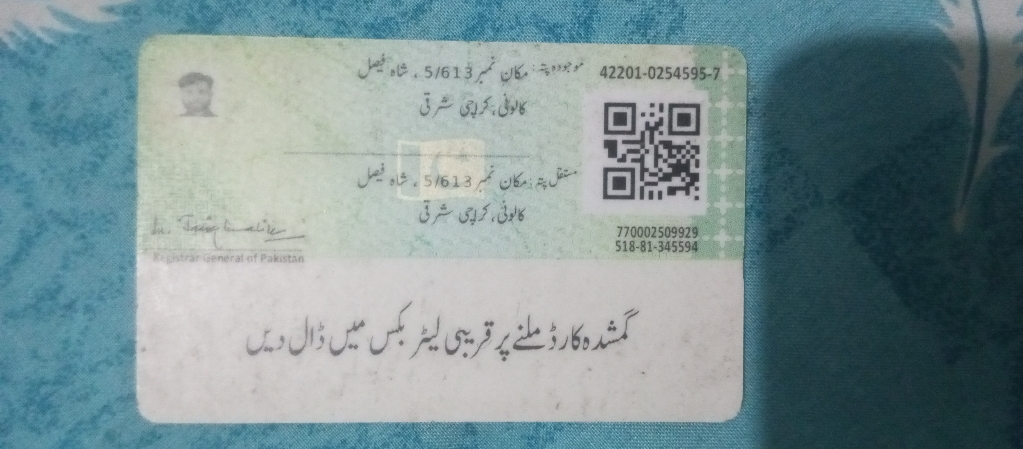 موجودہ پتہ: مکان نمبر 5/613 ، شاہ فیصل
کالونی، کراچی شرقی
42201-0254595-7
مستقل پتہ: مکان نمبر 5/613 ، شاہ فیصل
کالونی، کراچی شرقی
770002509929
518-81-345594
Registrar General of Pakistan
گمشدہ کارڈ ملنے پر قریبی لیٹر بکس میں ڈال دیں